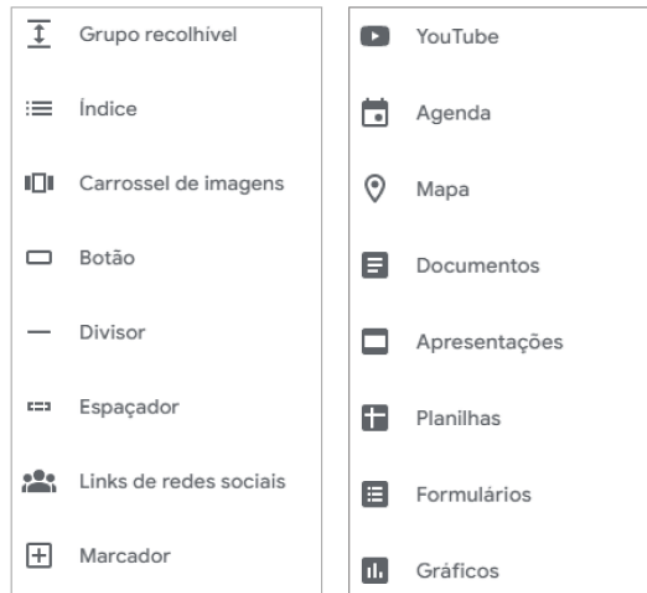 Grupo recolhível
Índice
Carrossel de imagens
Botão
Divisor
Espaçador
Links de redes sociais
Marcador
YouTube
Agenda
Mapa
Documentos
Apresentações
Planilhas
Formulários
Gráficos